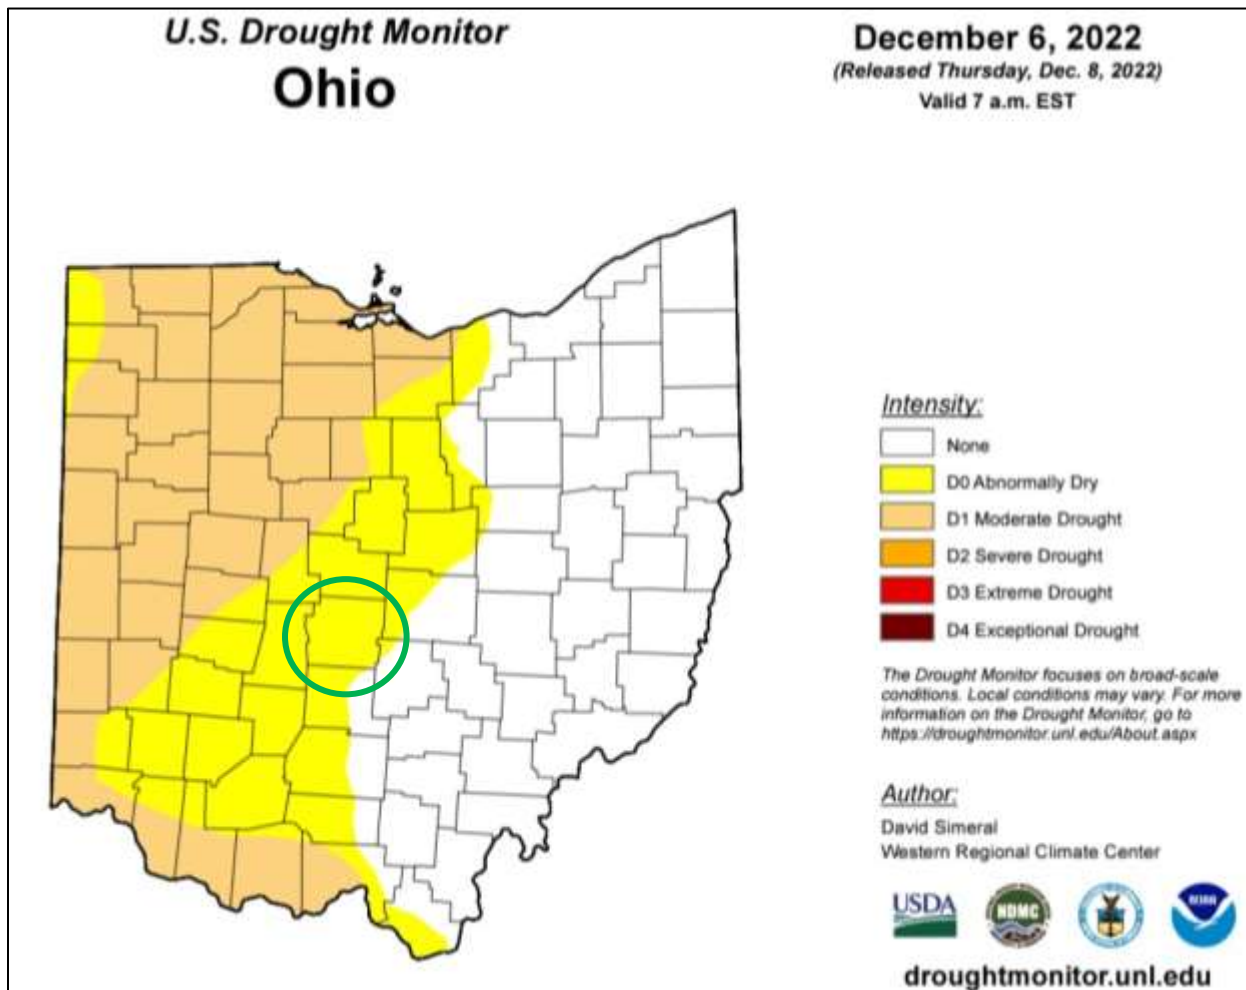 U.S. Drought Monitor
Ohio
December 6, 2022
(Released Thursday, Dec. 8, 2022)
Valid 7 a.m. EST
Intensity:
None
D0 Abnormally Dry
D1 Moderate Drought
D2 Severe Drought
D3 Extreme Drought
D4 Exceptional Drought
The Drought Monitor focuses on broad-scale
conditions. Local conditions may vary. For more
information on the Drought Monitor, go to
https://droughtmonitor.unl.edu/About.aspx
Author:
David Simeral
Western Regional Climate Center
USDA
NDMC
NOAA
droughtmonitor.unl.edu